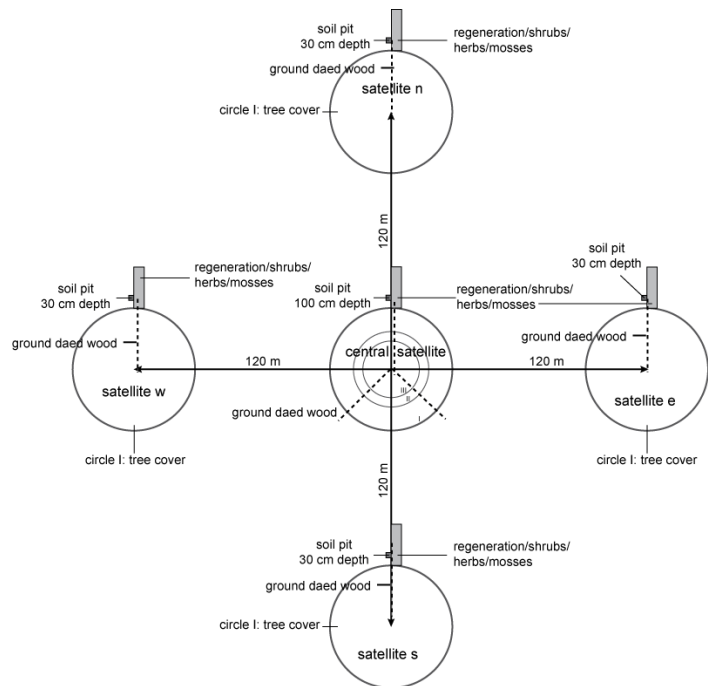 soil pit
30 cm depth
regeneration/shrubs/
herbs/mosses
ground daed wood
satellite n
circle I: tree cover
120 m
regeneration/shrubs/
herbs/mosses
soil pit
30 cm depth
soil pit
100 cm depth
regeneration/shrubs/
herbs/mosses
soil pit
30 cm depth
ground daed wood
ground daed wood
central satellite
120 m
120 m
satellite w
satellite e
III
II
I
ground daed wood
circle I: tree cover
circle I: tree cover
120 m
soil pit
30 cm depth
regeneration/shrubs/
herbs/mosses
ground daed wood
circle I: tree cover
satellite s